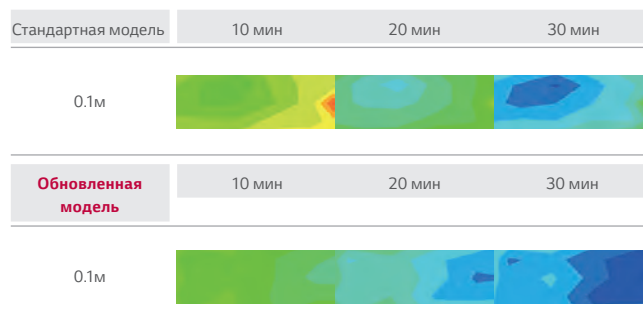 Стандартная модель 10 мин 20 мин 30 мин
0.1м
Обновленная 10 мин 20 мин 30 мин
модель
0.1м